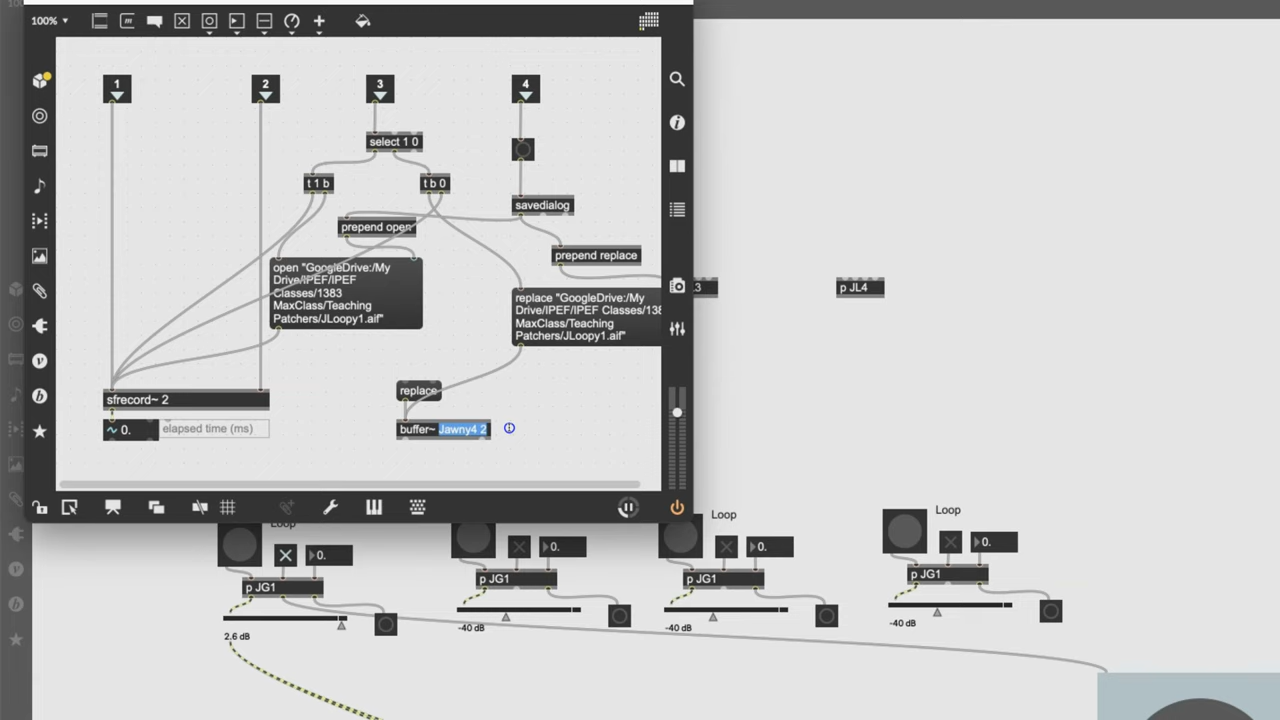 100%
1
2
3
4
select 1 0
t 1 b
t b 0
savedialog
prepend open
prepend replace
open "GoogleDrive:/My
Drive/IPEF/IPEF
Classes/1383
MaxClass/Teaching
Patchers/JLoopy1.aif"
replace "GoogleDrive:/My
Drive/IPEF/IPEF Classes/138
MaxClass/Teaching
Patchers/JLoopy1.aif"
.3
p JL4
replace
sfrecord~ 2
0.
elapsed time (ms)
buffer~ Jawny4 2
Loop
Loop
Loop
0.
0.
0.
0.
p JG1
p JG1
p JG1
p JG1
2.6 dB
-40 dB
-40 dB
-40 dB